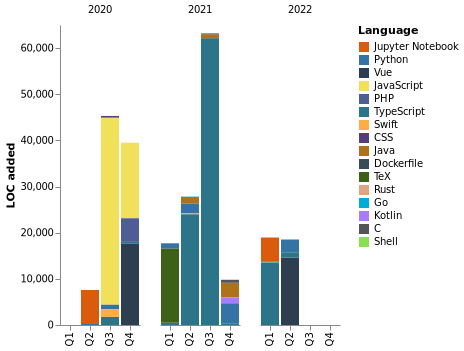 2020 2021 2022
Language
Jupyter Notebook
Python
Vue
JavaScript
PHP
TypeScript
Swift
CSS
Java
Dockerfile
TeX
Rust
Go
Kotlin
C
Shell
LOC added
60,000
50,000
40,000
30,000
20,000
10,000
0
Q1 Q2 Q3 Q4 Q1 Q2 Q3 Q4 Q1 Q2 Q3 Q4